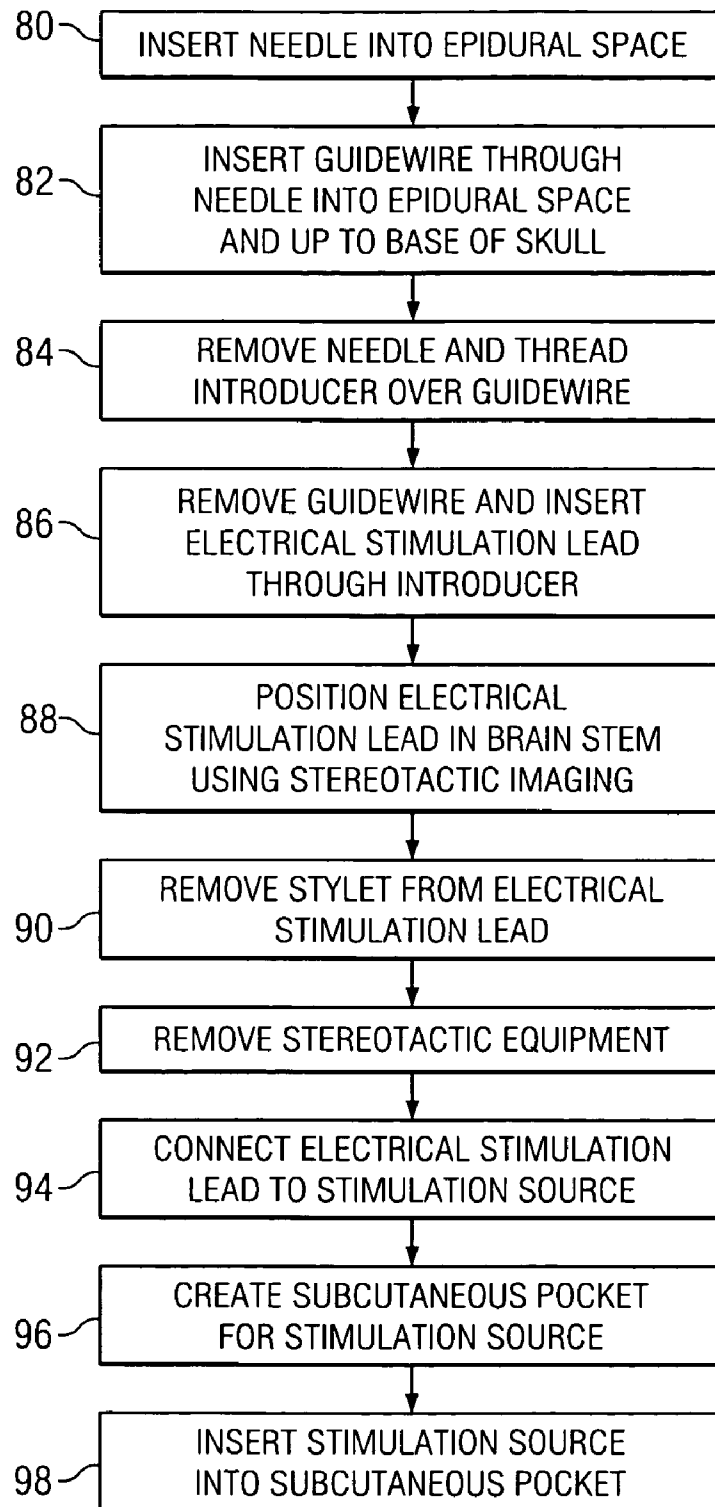 80
INSERT NEEDLE INTO EPIDURAL SPACE
82
INSERT GUIDEWIRE THROUGH
NEEDLE INTO EPIDURAL SPACE
AND UP TO BASE OF SKULL
84
REMOVE NEEDLE AND THREAD
INTRODUCER OVER GUIDEWIRE
86
REMOVE GUIDEWIRE AND INSERT
ELECTRICAL STIMULATION LEAD
THROUGH INTRODUCER
88
POSITION ELECTRICAL
STIMULATION LEAD IN BRAIN STEM
USING STEREOTACTIC IMAGING
90
REMOVE STYLET FROM ELECTRICAL
STIMULATION LEAD
92
REMOVE STEREOTACTIC EQUIPMENT
94
CONNECT ELECTRICAL STIMULATION
LEAD TO STIMULATION SOURCE
96
CREATE SUBCUTANEOUS POCKET
FOR STIMULATION SOURCE
98
INSERT STIMULATION SOURCE
INTO SUBCUTANEOUS POCKET